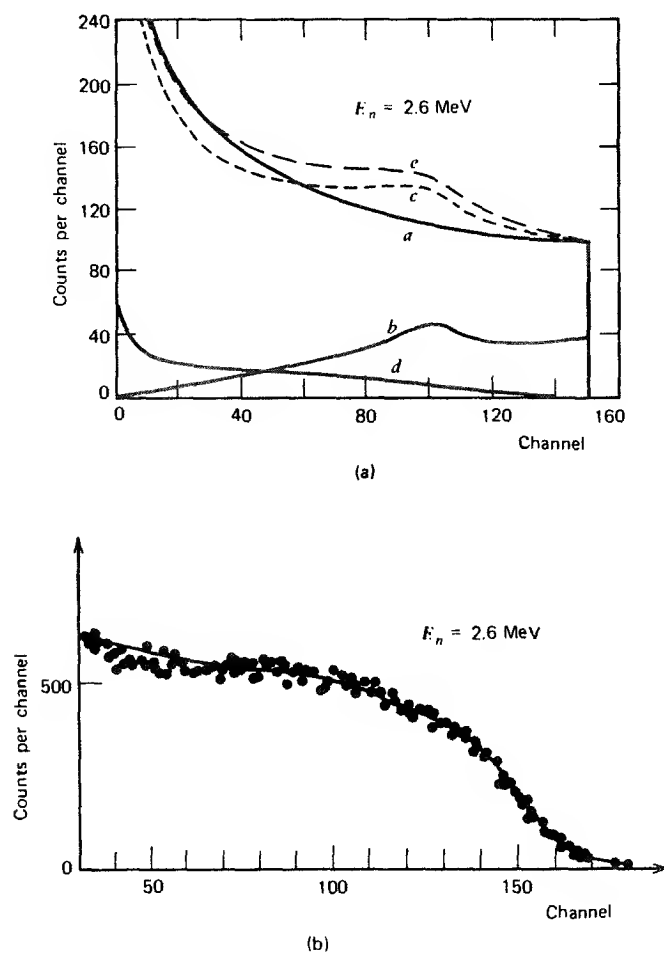 240
200
160
120
80
40
0
Counts per channel
E_n = 2.6 MeV
e
c
a
b
d
0 40 80 120 160
Channel
(a)
Counts per channel
500
0
E_n = 2.6 MeV
50 100 150
Channel
(b)